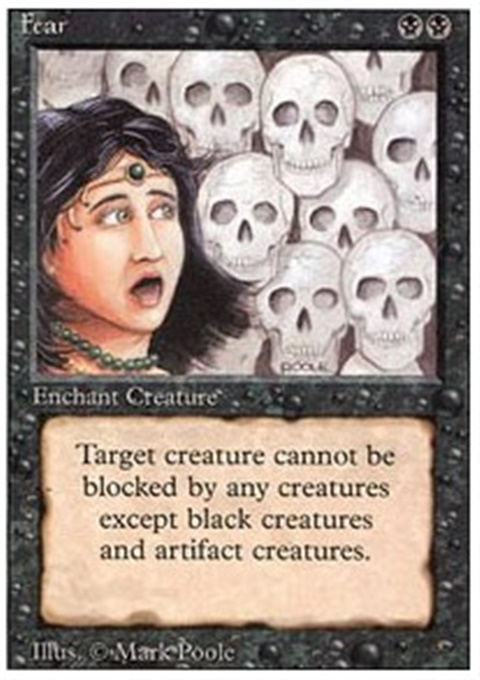 Fear
POOLE
Enchant Creature
Target creature cannot be
blocked by any creatures
except black creatures
and artifact creatures.
Illus. © Mark Poole